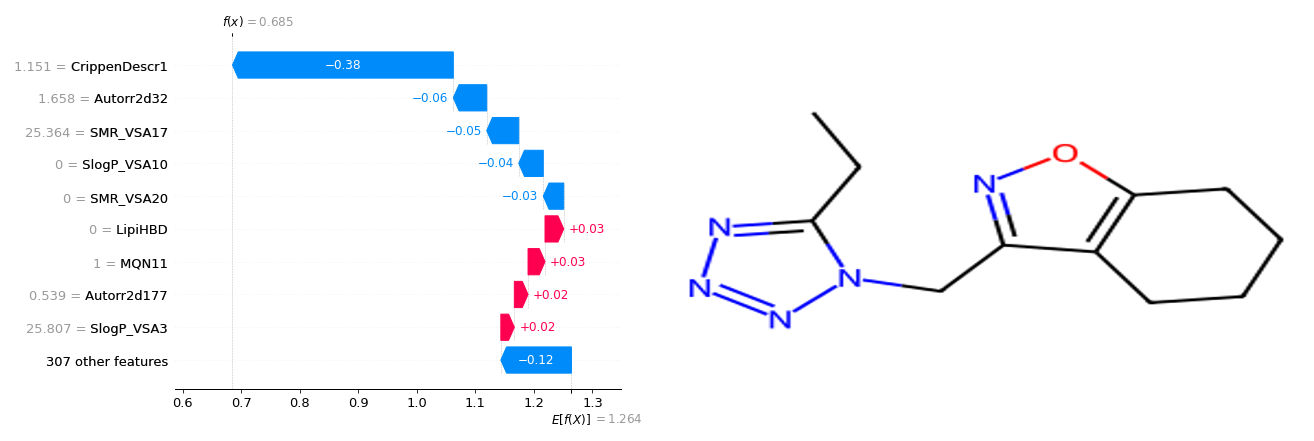 f(x) = 0.685
1.151 = CrippenDescr1
−0.38
1.658 = Autorr2d32
−0.06
25.364 = SMR_VSA17
−0.05
0 = SlogP_VSA10
−0.04
0 = SMR_VSA20
−0.03
0 = LipiHBD
+0.03
1 = MQN11
+0.03
0.539 = Autorr2d177
+0.02
25.807 = SlogP_VSA3
+0.02
307 other features
−0.12
0.6 0.7 0.8 0.9 1.0 1.1 1.2 1.3
E[f(X)] = 1.264
O
N
N
N
N
N